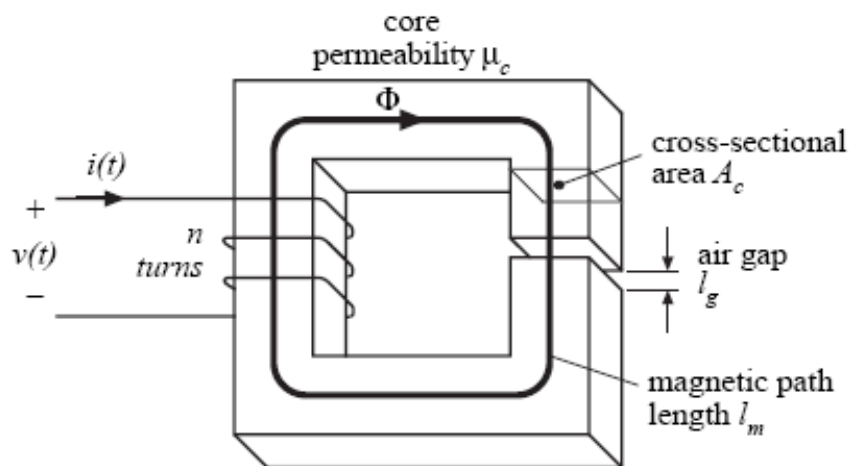 core
permeability μc
Φ
i(t)
+
v(t)
−
n
turns
cross-sectional
area Ac
air gap
lg
magnetic path
length lm